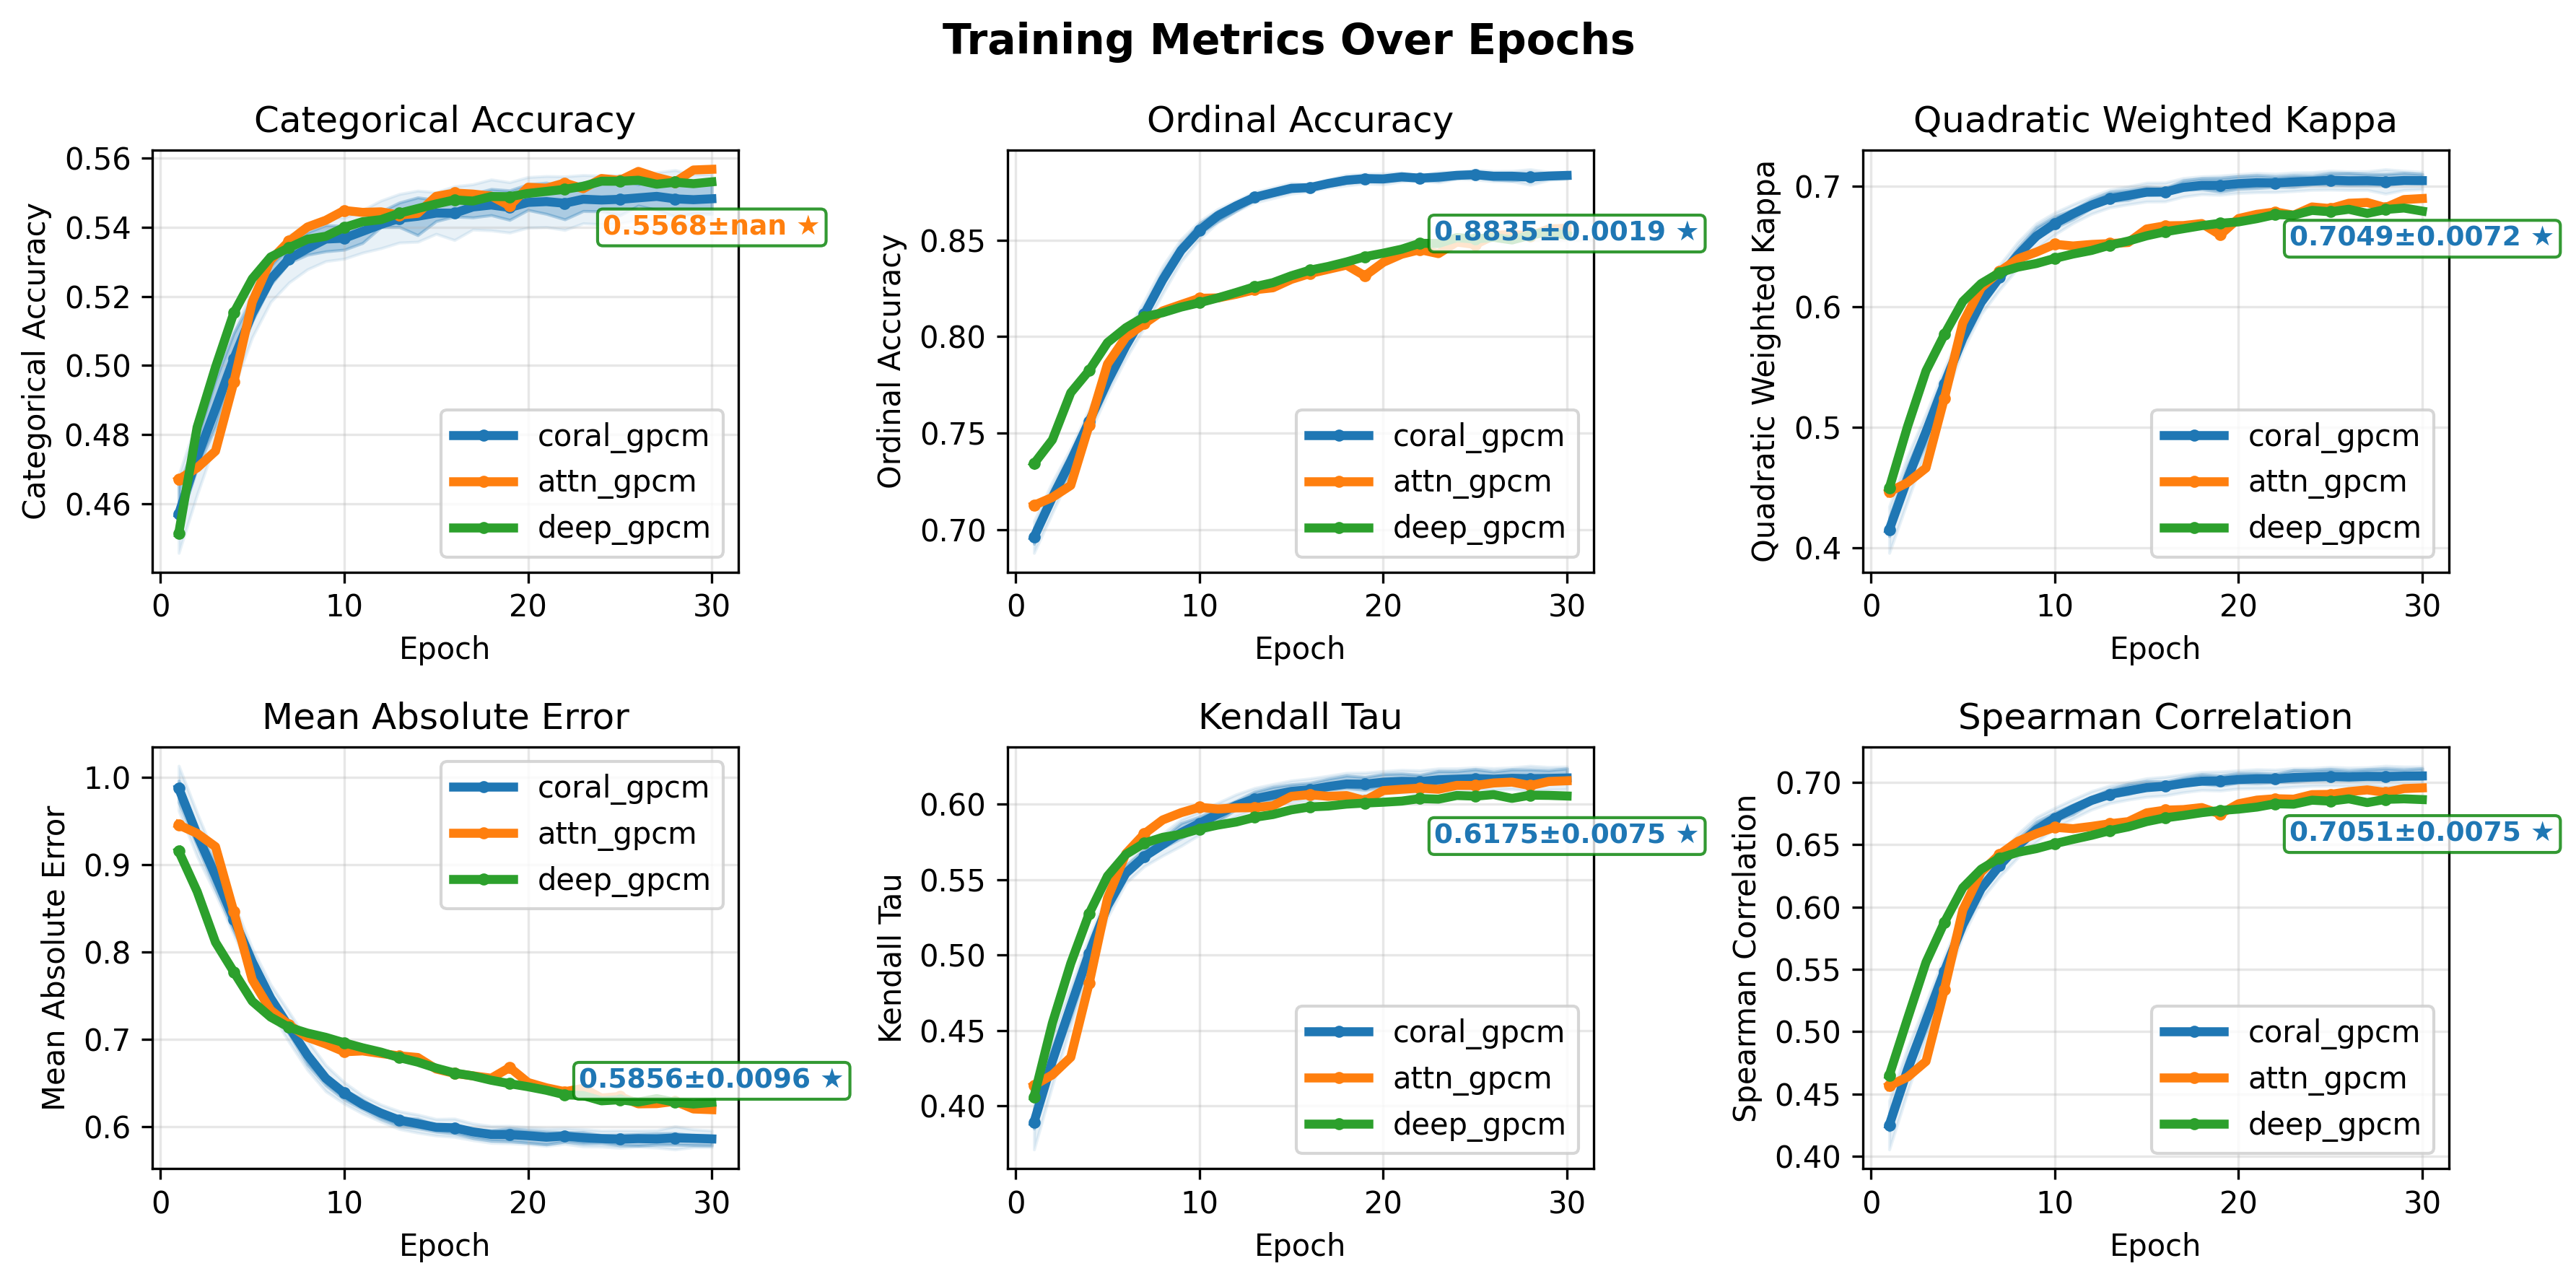 Training Metrics Over Epochs
Categorical Accuracy
Categorical Accuracy
0.56
0.54
0.52
0.50
0.48
0.46
0.5568±nan ★
coral_gpcm
attn_gpcm
deep_gpcm
0 10 20 30
Epoch
Ordinal Accuracy
Ordinal Accuracy
0.85
0.80
0.75
0.70
0.8835±0.0019 ★
coral_gpcm
attn_gpcm
deep_gpcm
0 10 20 30
Epoch
Quadratic Weighted Kappa
Quadratic Weighted Kappa
0.7
0.6
0.5
0.4
0.7049±0.0072 ★
coral_gpcm
attn_gpcm
deep_gpcm
0 10 20 30
Epoch
Mean Absolute Error
Mean Absolute Error
1.0
0.9
0.8
0.7
0.6
coral_gpcm
attn_gpcm
deep_gpcm
0.5856±0.0096 ★
0 10 20 30
Epoch
Kendall Tau
Kendall Tau
0.60
0.55
0.50
0.45
0.40
0.6175±0.0075 ★
coral_gpcm
attn_gpcm
deep_gpcm
0 10 20 30
Epoch
Spearman Correlation
Spearman Correlation
0.70
0.65
0.60
0.55
0.50
0.45
0.40
0.7051±0.0075 ★
coral_gpcm
attn_gpcm
deep_gpcm
0 10 20 30
Epoch